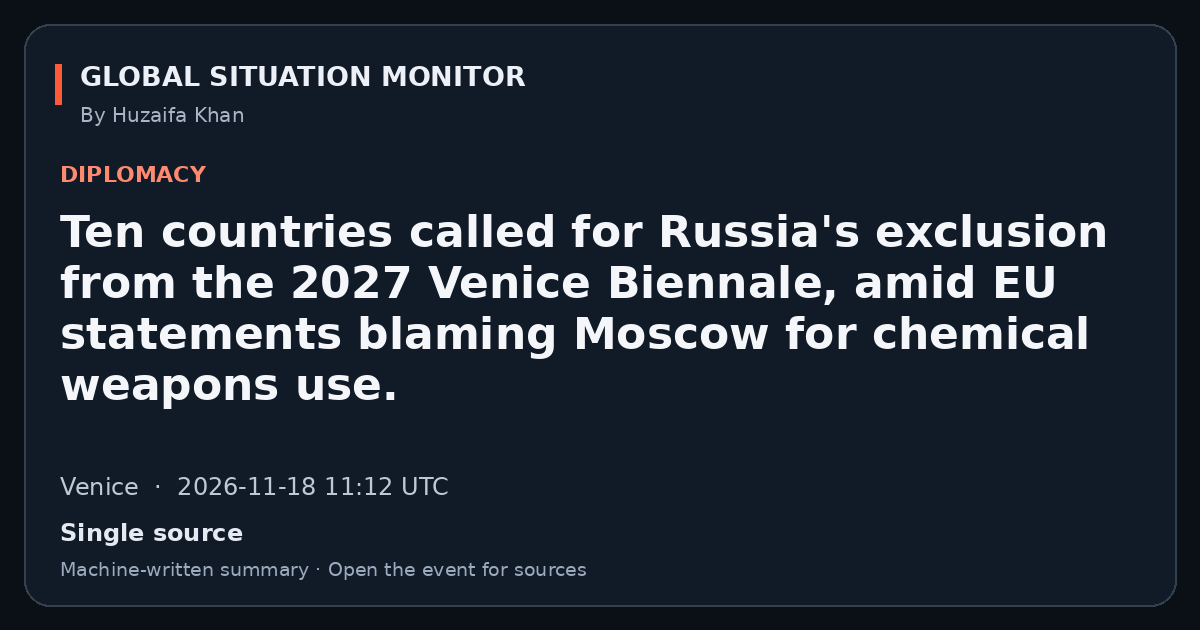 GLOBAL SITUATION MONITOR
By Huzaifa Khan
DIPLOMACY
Ten countries called for Russia's exclusion
from the 2027 Venice Biennale, amid EU
statements blaming Moscow for chemical
weapons use.
Venice · 2026-11-18 11:12 UTC
Single source
Machine-written summary · Open the event for sources